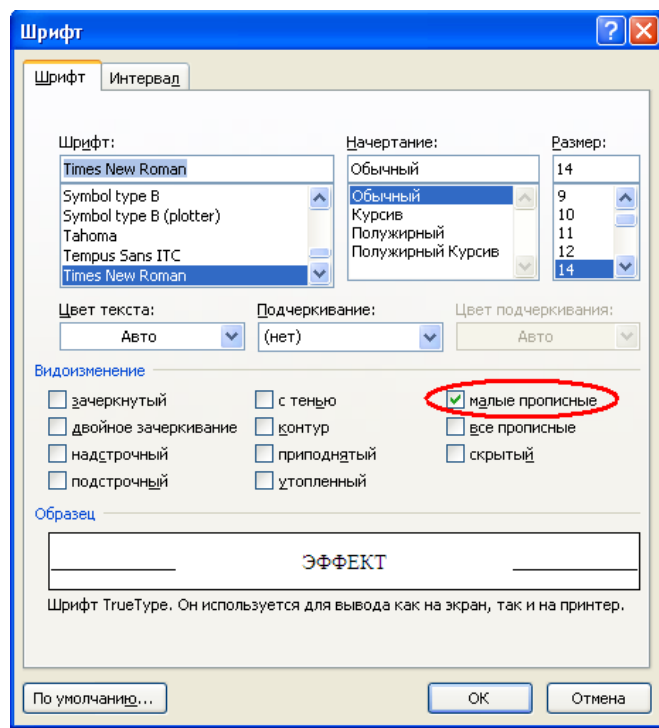 Шрифт
Шрифт Интервал
Шрифт: Начертание: Размер:
Times New Roman Обычный 14
Symbol type B Обычный 9
Symbol type B (plotter) Курсив 10
Tahoma Полужирный 11
Tempus Sans ITC Полужирный Курсив 12
Times New Roman 14
Цвет текста: Подчеркивание: Цвет подчеркивания:
Авто (нет) Авто
Видоизменение
зачеркнутый с тенью малые прописные
двойное зачеркивание контур все прописные
надстрочный приподнятый скрытый
подстрочный утопленный
Образец
ЭФФЕКТ
Шрифт TrueType. Он используется для вывода как на экран, так и на принтер.
По умолчанию... ОК Отмена